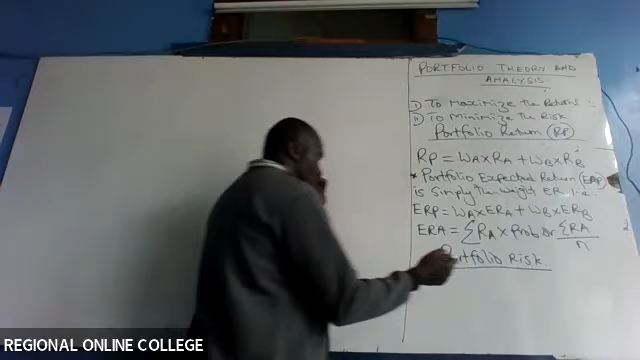 PORTFOLIO THEORY AND
ANALYSIS
I) To Maximize the Returns
II) To Minimize the Risk
Portfolio Return (RP)
RP = WA x RA + WB x RB
* Portfolio Expected Return (ERP)
is simply the weigtd ER i.e
ERP = WA x ERA + WB x ERB
ERA = ΣRA x Prob or ΣRA
n
Portfolio Risk
REGIONAL ONLINE COLLEGE